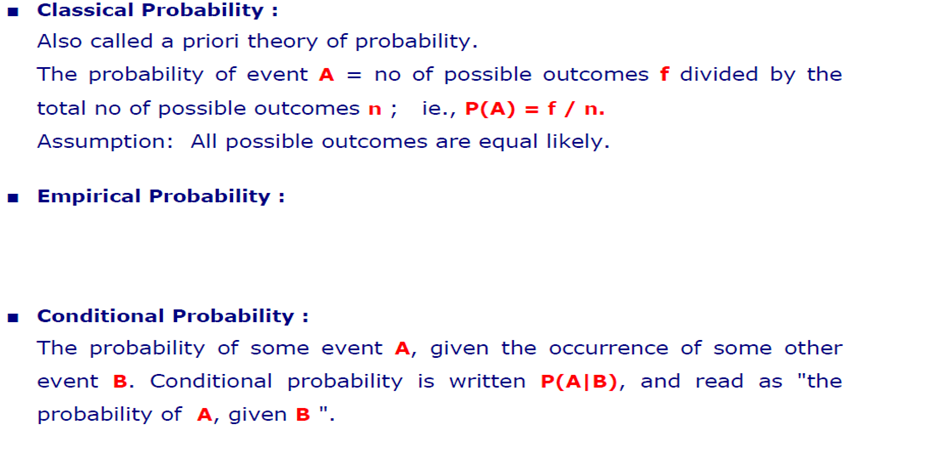 ▪ Classical Probability :
Also called a priori theory of probability.
The probability of event A = no of possible outcomes f divided by the
total no of possible outcomes n ; ie., P(A) = f / n.
Assumption: All possible outcomes are equal likely.
▪ Empirical Probability :
▪ Conditional Probability :
The probability of some event A, given the occurrence of some other
event B. Conditional probability is written P(A|B), and read as "the
probability of A, given B ".